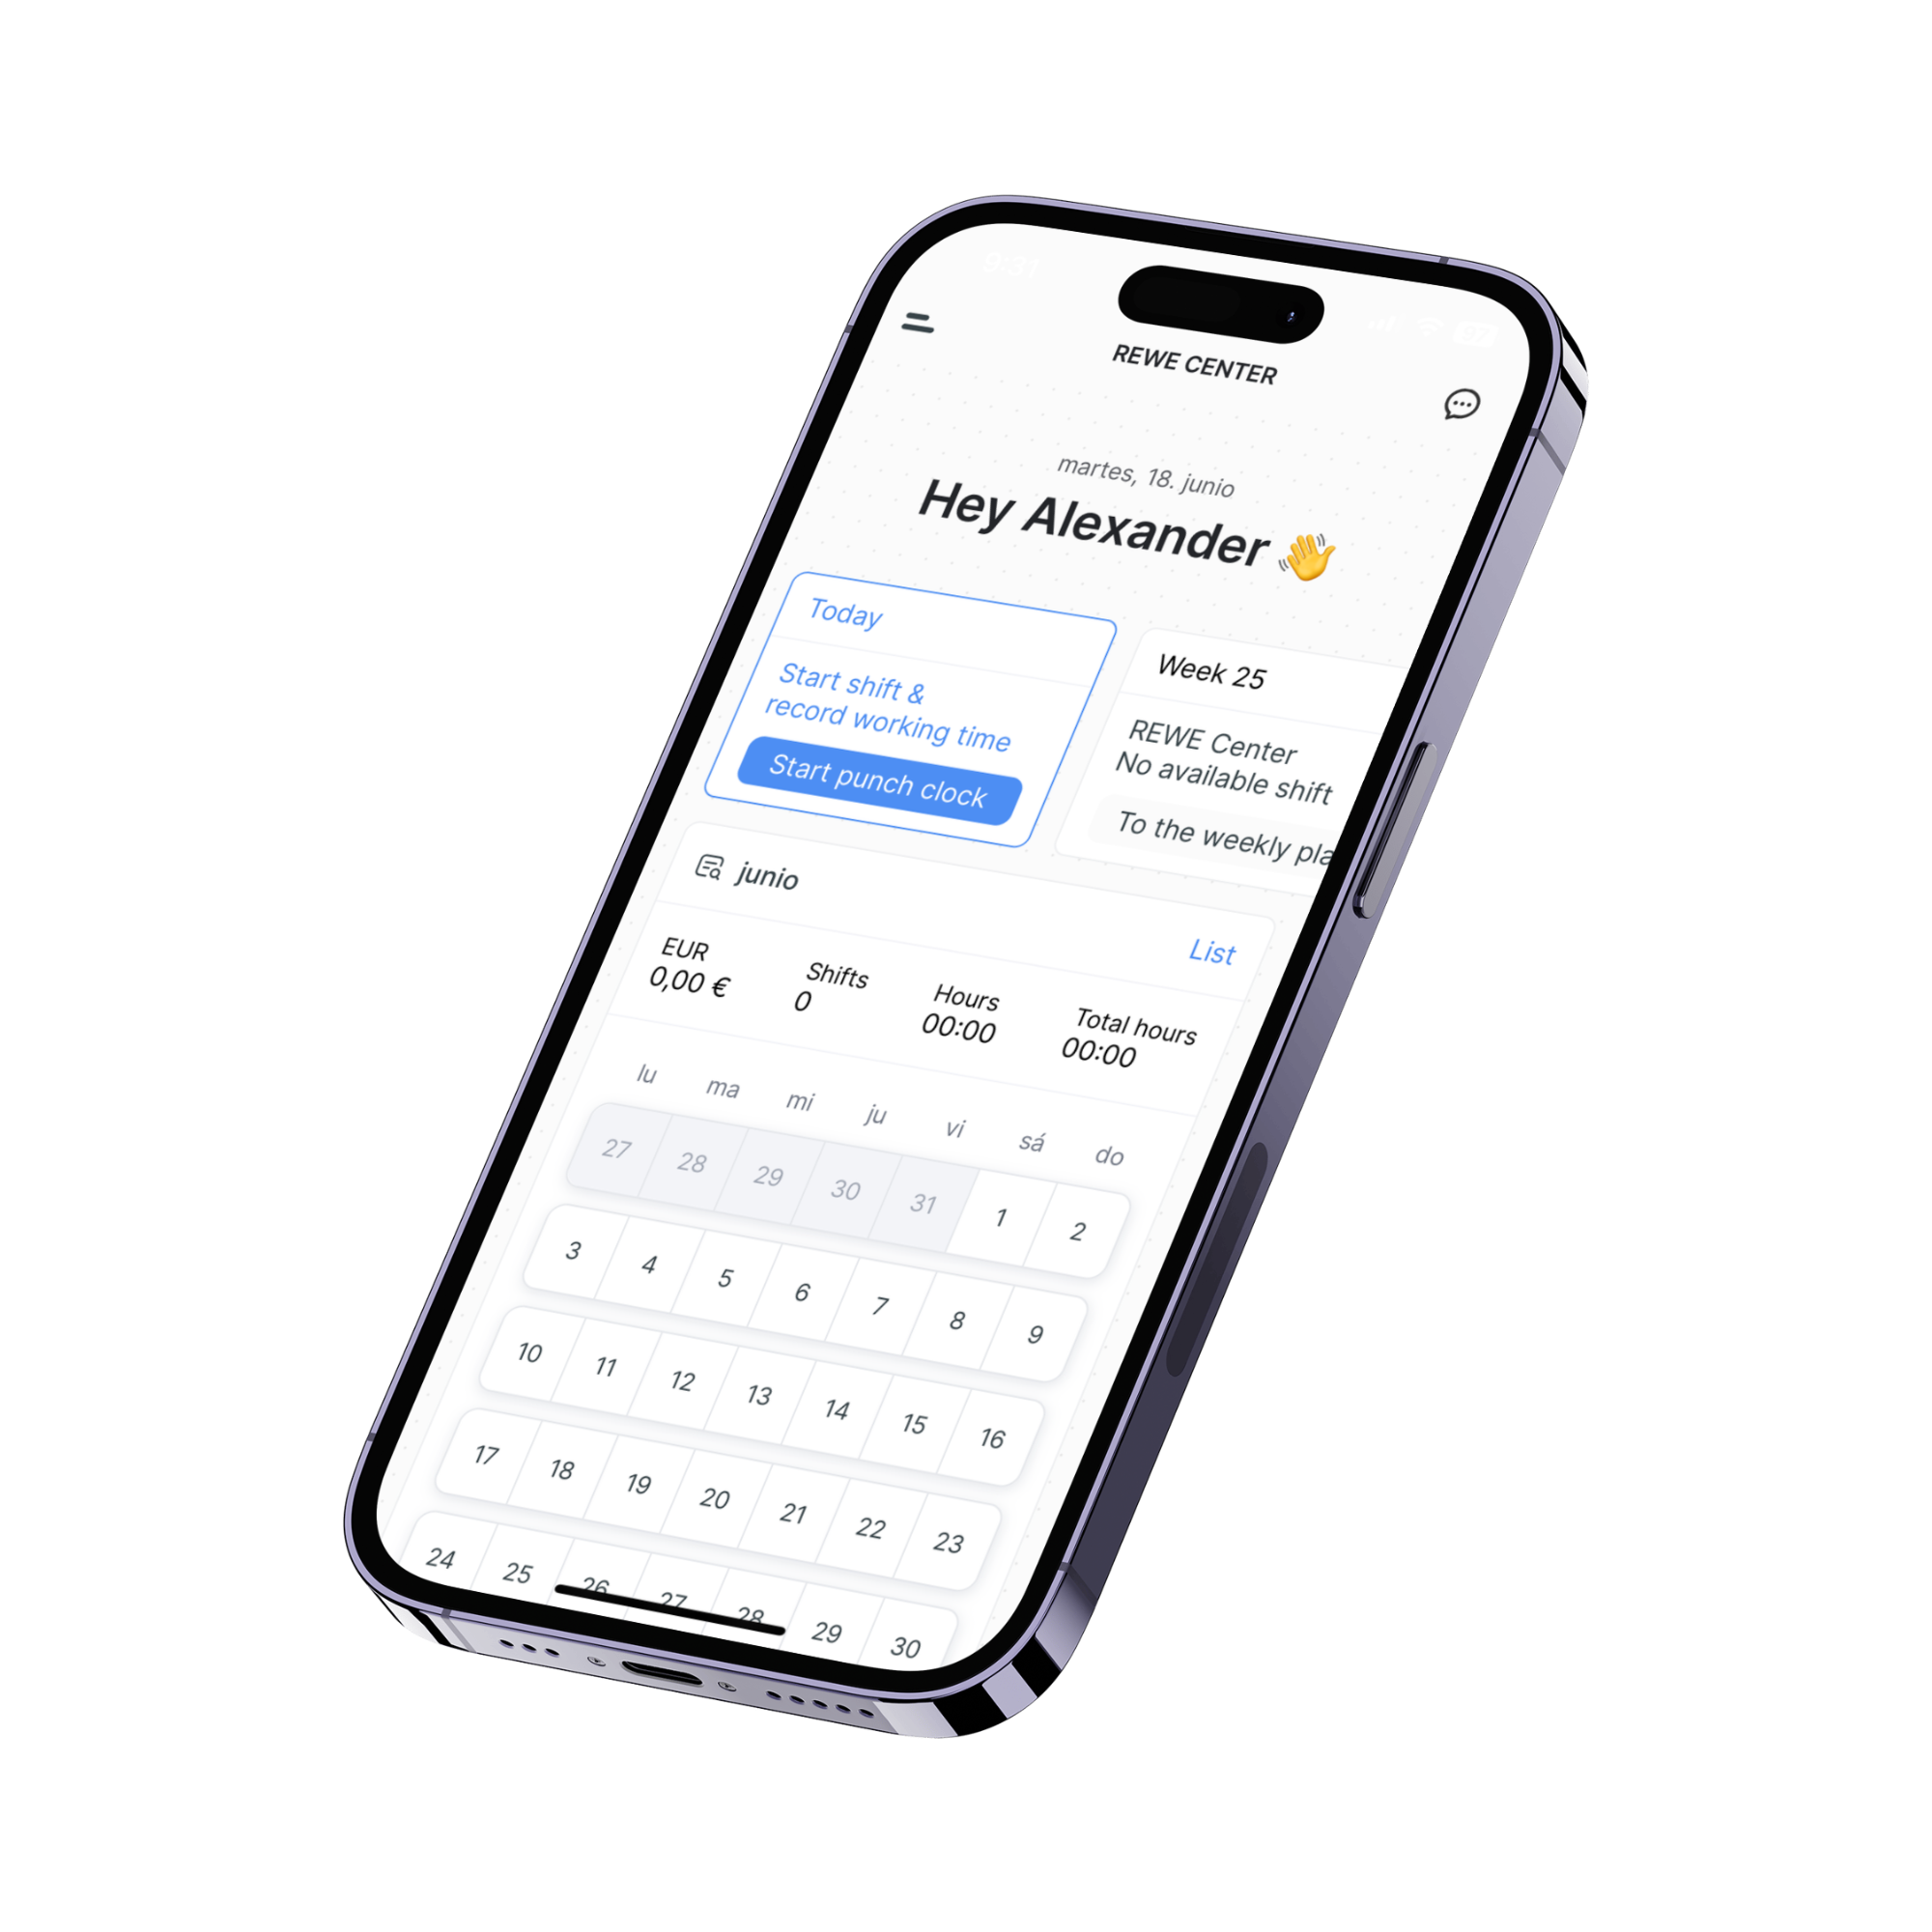 9:31
REWE CENTER
martes, 18. junio
Hey Alexander 👋
Today
Start shift &
record working time
Start punch clock
Week 25
REWE Center
No available shift
To the weekly pla
junio
List
EUR
0,00 €
Shifts
0
Hours
00:00
Total hours
00:00
lu ma mi ju vi sá do
27 28 29 30 31 1 2
3 4 5 6 7 8 9
10 11 12 13 14 15 16
17 18 19 20 21 22 23
24 25 26 27 28 29 30